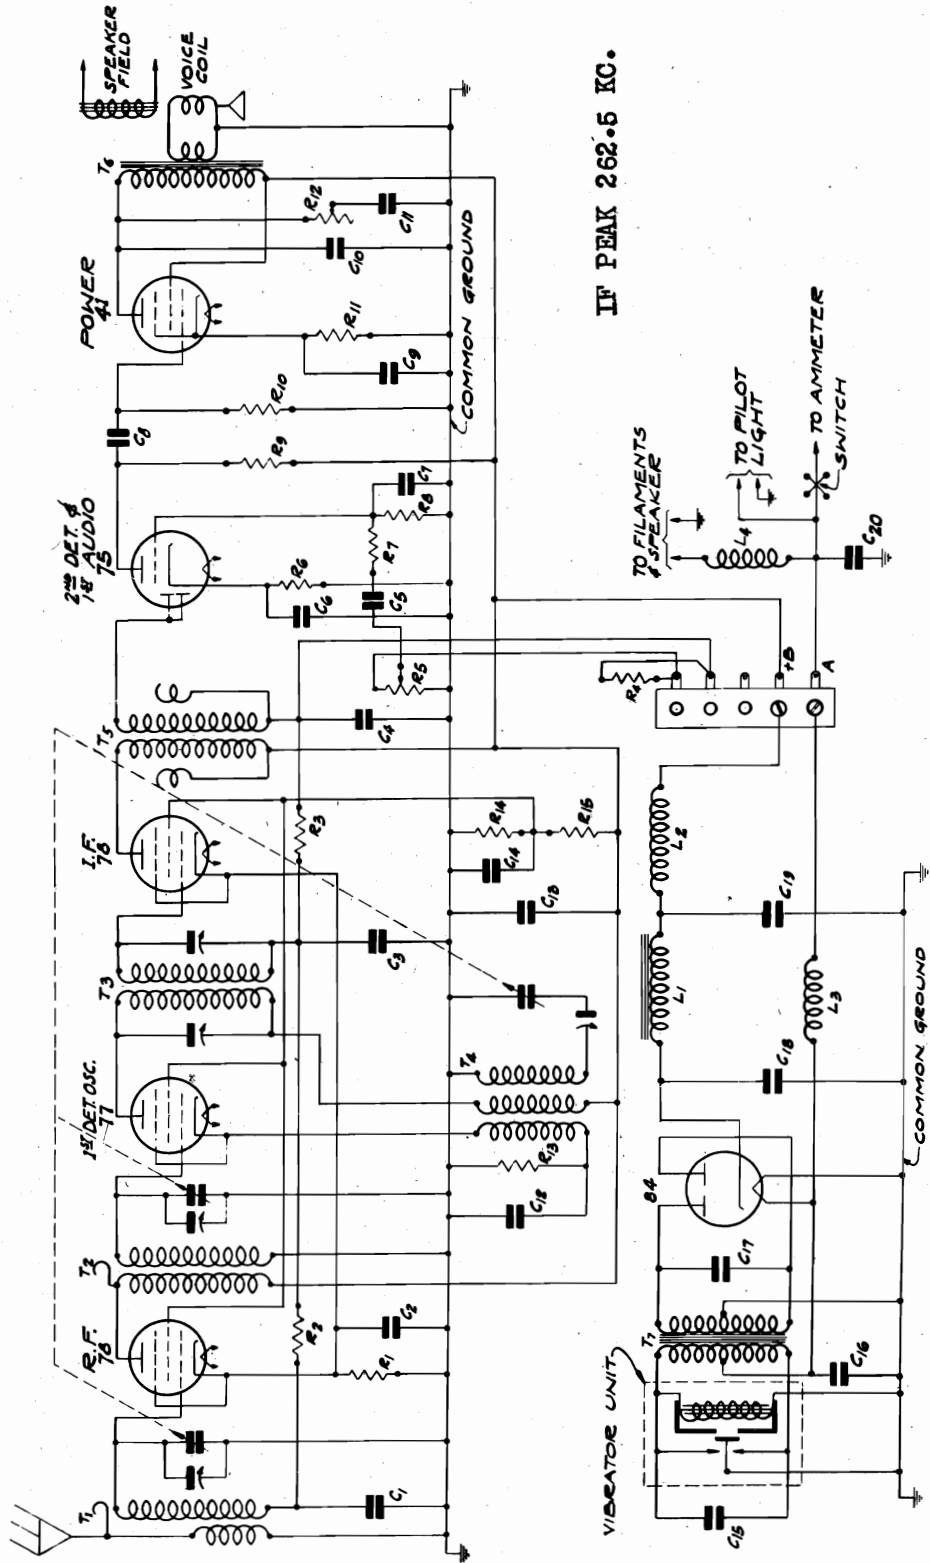 SPEAKER
FIELD
VOICE
COIL
T6
R12
C11
C10
POWER
41
R11
C9
COMMON GROUND
R10
C8
R9
2ND DET. &
1ST AUDIO
75
C7
R8
R7
R6
C6
C5
R5
T5
C4
I.F.
78
R3
T3
C3
1ST DET. OSC.
77
T2
R.F.
78
R2
C2
R1
T1
C1
IF PEAK 262.5 KC.
R14
C14
R15
C13
T4
R13
C12
TO FILAMENTS
& SPEAKER
L4
TO PILOT
LIGHT
TO AMMETER
SWITCH
C20
R4
+B
A
L2
C19
L1
L3
C18
84
C17
T7
C16
VIBRATOR UNIT
C15
COMMON GROUND